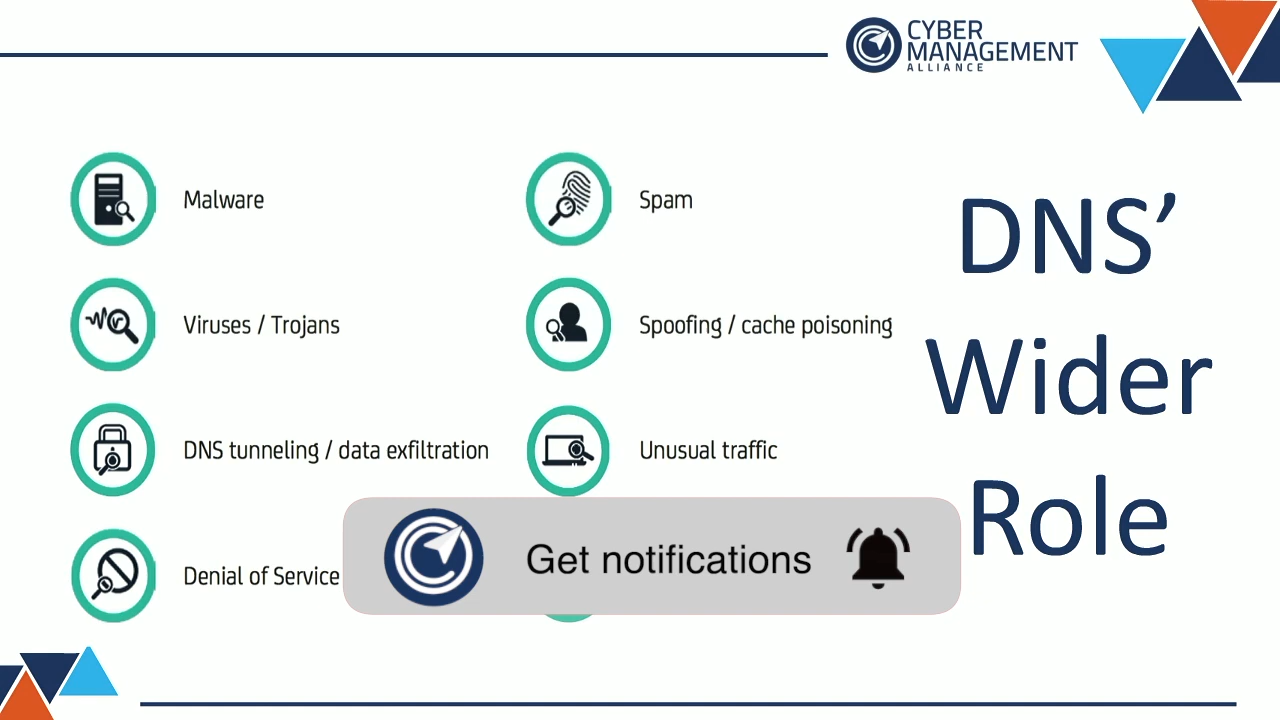 CYBER
MANAGEMENT
ALLIANCE
Malware
Spam
Viruses / Trojans
Spoofing / cache poisoning
DNS tunneling / data exfiltration
Unusual traffic
Denial of Service
DNS’
Wider
Role
Get notifications